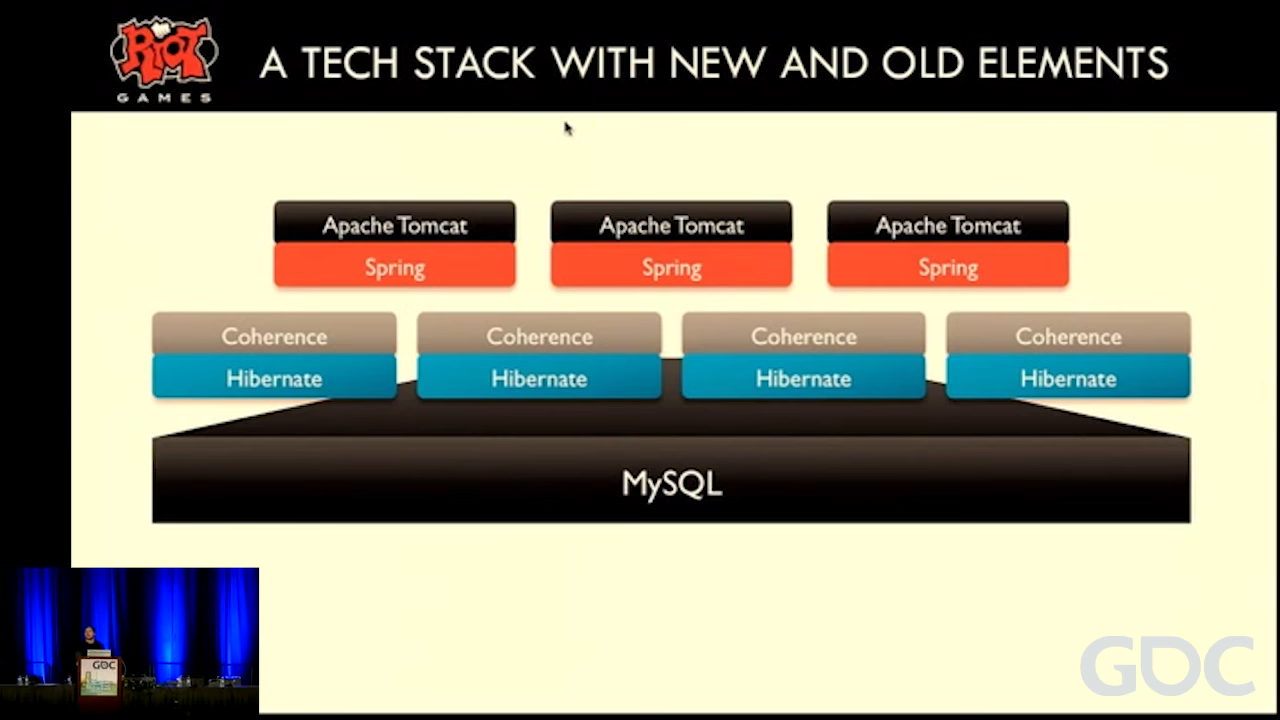 RIOT
GAMES
A TECH STACK WITH NEW AND OLD ELEMENTS
Apache Tomcat Apache Tomcat Apache Tomcat
Spring Spring Spring
Coherence Coherence Coherence Coherence
Hibernate Hibernate Hibernate Hibernate
MySQL
GDC
GDC